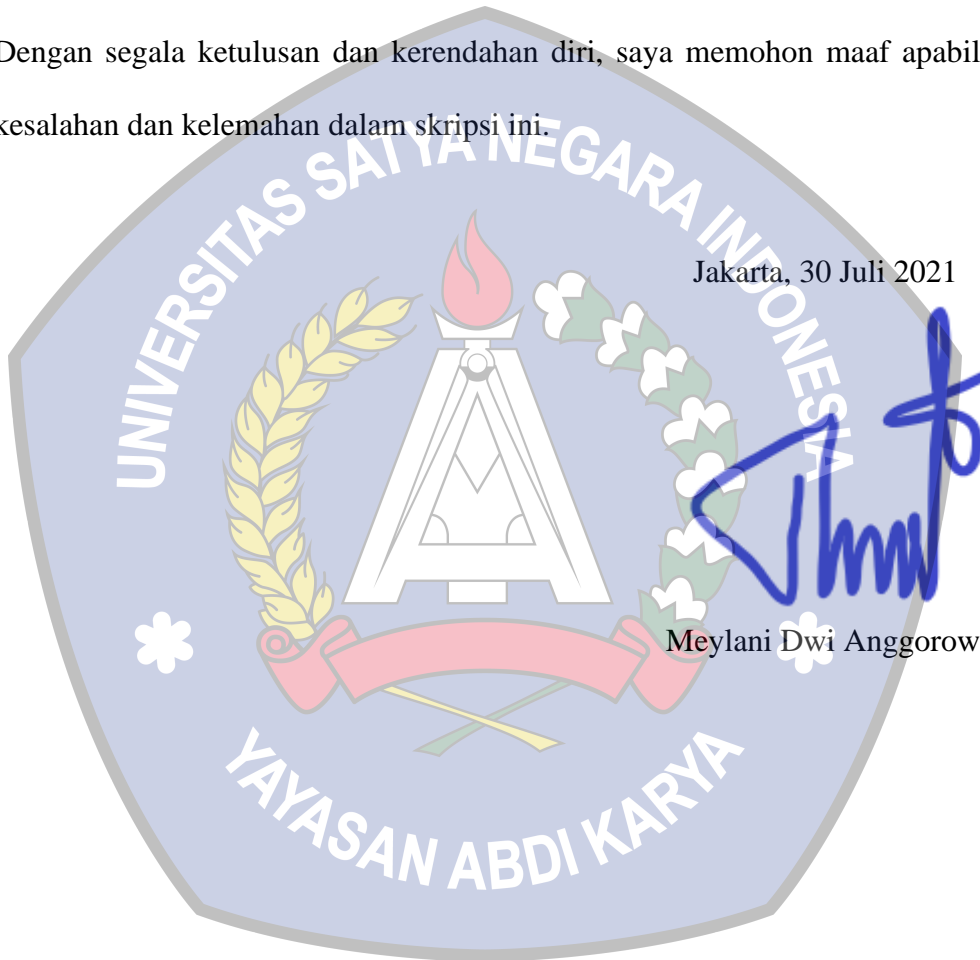 Dengan segala ketulusan dan kerendahan diri, saya memohon maaf apabil
kesalahan dan kelemahan dalam skripsi ini.
UNIVERSITAS SATYA NEGARA INDONESIA
Jakarta, 30 Juli 2021
Meylani Dwi Anggorow
YAYASAN ABDI KARYA